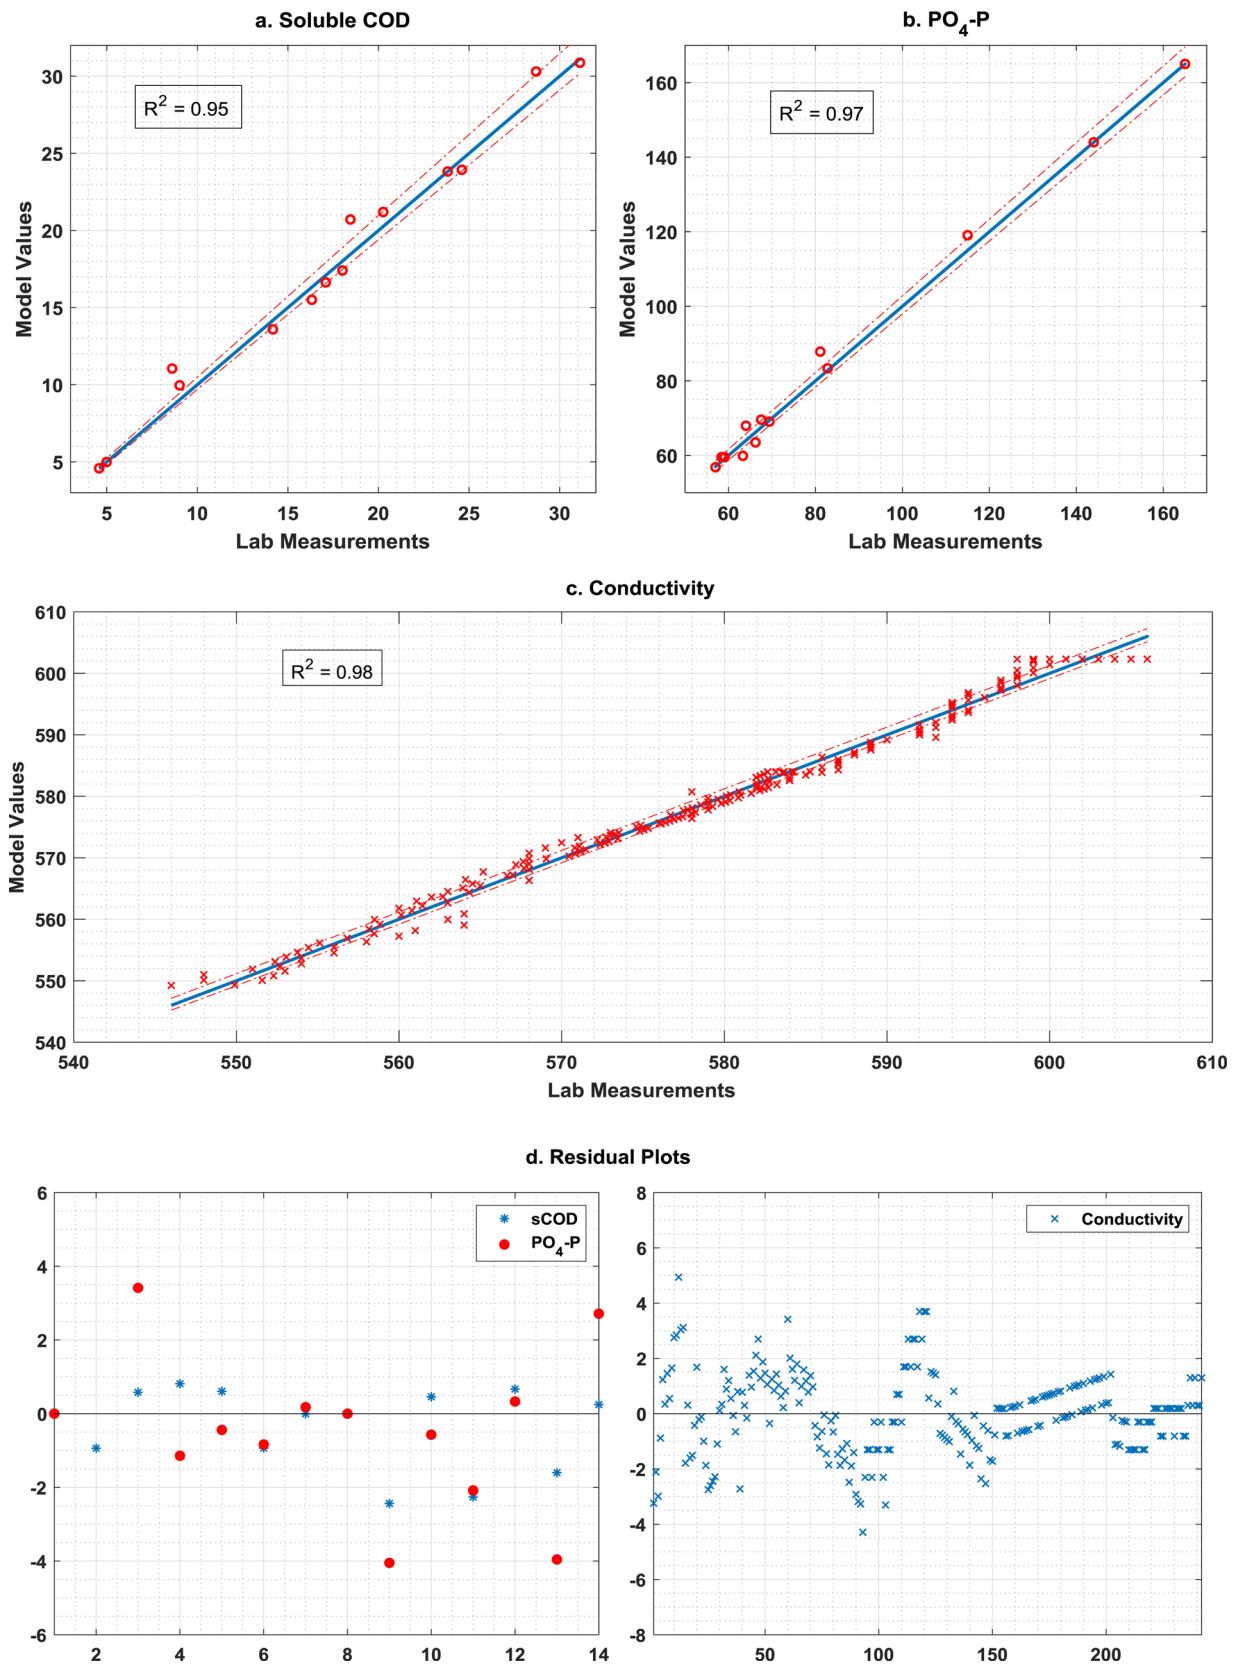 a. Soluble COD
R2 = 0.95
30
25
20
15
10
5
5 10 15 20 25 30
Model Values
Lab Measurements
b. PO4-P
R2 = 0.97
160
140
120
100
80
60
60 80 100 120 140 160
Model Values
Lab Measurements
c. Conductivity
R2 = 0.98
610
600
590
580
570
560
550
540
540 550 560 570 580 590 600 610
Model Values
Lab Measurements
d. Residual Plots
sCOD
PO4-P
6
4
2
0
-2
-4
-6
2 4 6 8 10 12 14
Conductivity
8
6
4
2
0
-2
-4
-6
-8
50 100 150 200